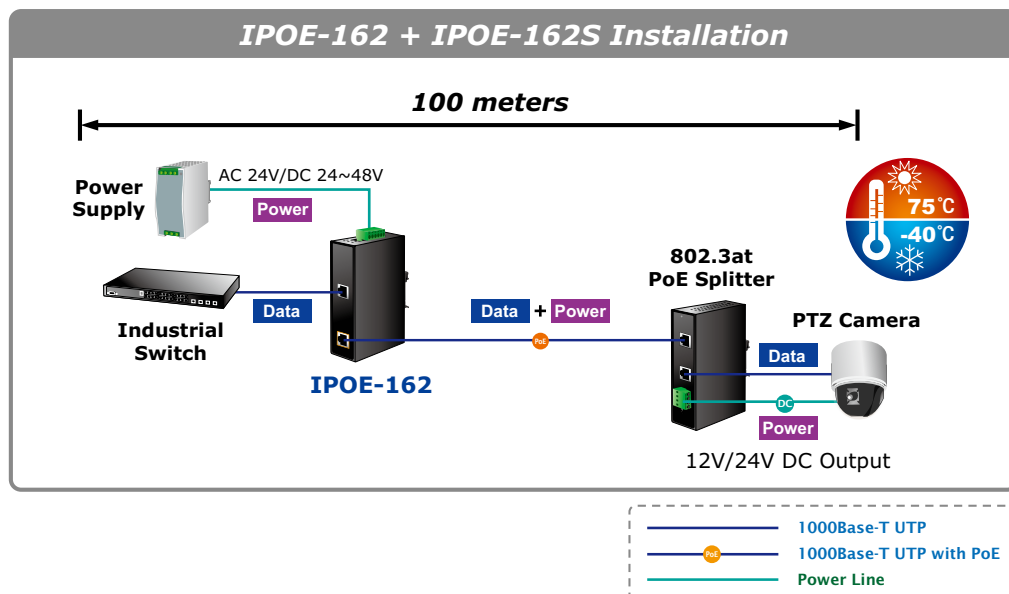 IPOE-162 + IPOE-162S Installation
100 meters
Power
Supply
AC 24V/DC 24~48V
Power
75°C
-40°C
802.3at
PoE Splitter
Data
Data + Power
PoE
PTZ Camera
Industrial
Switch
IPOE-162
Data
DC
Power
12V/24V DC Output
1000Base-T UTP
PoE
1000Base-T UTP with PoE
Power Line